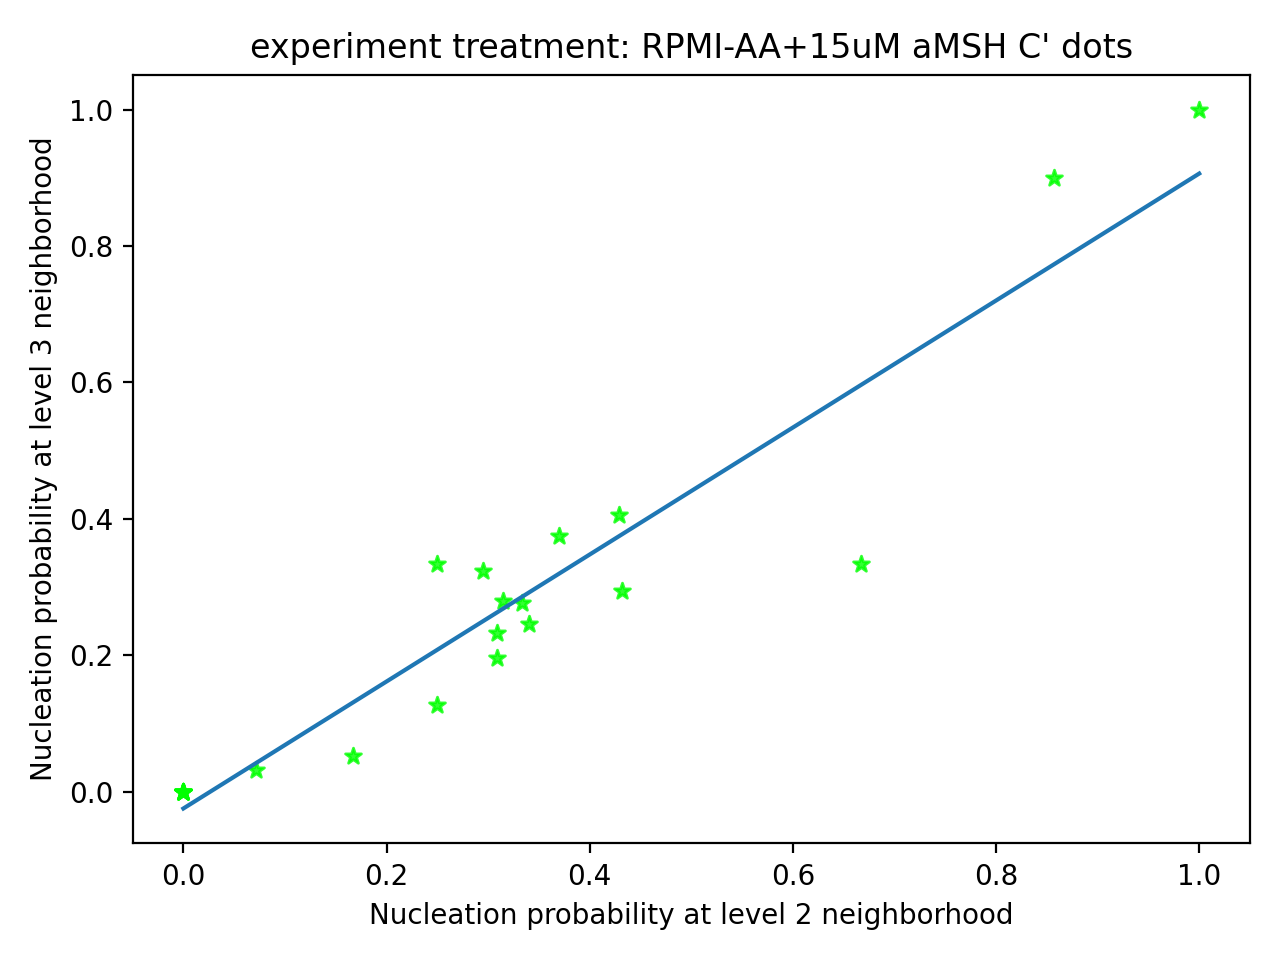 experiment treatment: RPMI-AA+15uM aMSH C' dots
Nucleation probability at level 3 neighborhood
1.0
0.8
0.6
0.4
0.2
0.0
0.0 0.2 0.4 0.6 0.8 1.0
Nucleation probability at level 2 neighborhood